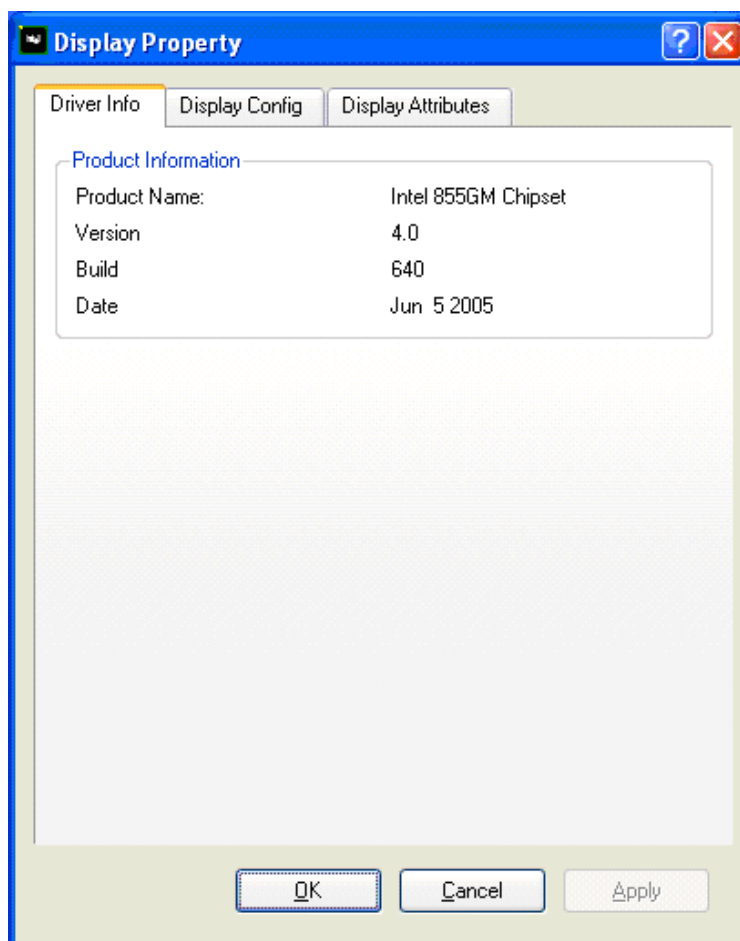 Display Property
Driver Info Display Config Display Attributes
Product Information
Product Name: Intel 855GM Chipset
Version 4.0
Build 640
Date Jun 5 2005
OK Cancel Apply